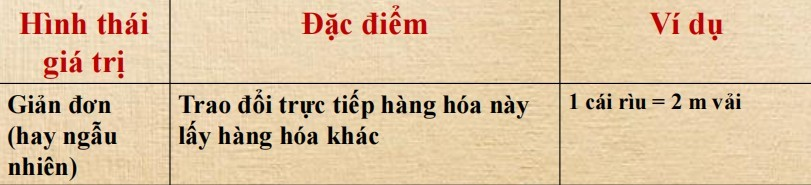 Hình thái
giá trị
Đặc điểm
Ví dụ
Giản đơn
(hay ngẫu
nhiên)
Trao đổi trực tiếp hàng hóa này
lấy hàng hóa khác
1 cái rìu = 2 m vải